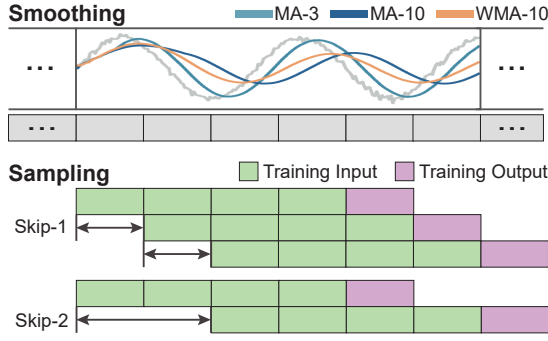 Smoothing
MA-3 MA-10 WMA-10
... ...
... ...
Sampling
Training Input Training Output
Skip-1
Skip-2